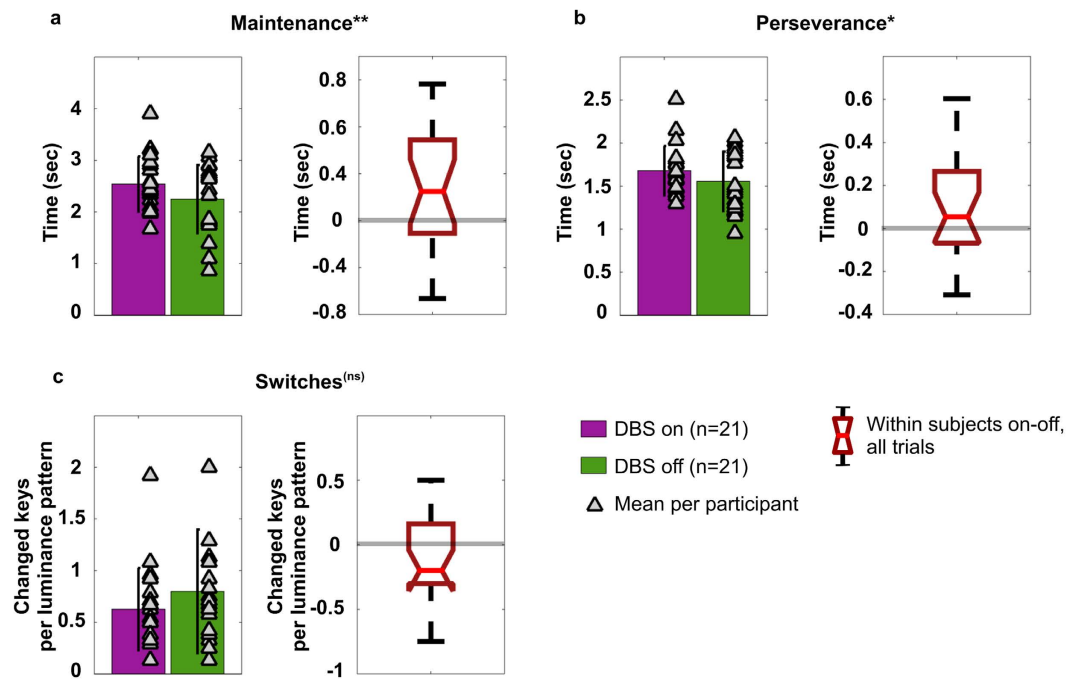 a
Maintenance**
Time (sec)
4
3
2
1
0
Time (sec)
0.8
0.6
0.4
0
-0.4
-0.8
b
Perseverance*
Time (sec)
2.5
2
1.5
1
0.5
0
Time (sec)
0.6
0.4
0.2
0
-0.2
-0.4
c
Switches(ns)
Changed keys
per luminance pattern
2
1.5
1
0.5
0
Changed keys
per luminance pattern
0.5
0
-0.5
-1
DBS on (n=21)
DBS off (n=21)
Mean per participant
Within subjects on-off,
all trials